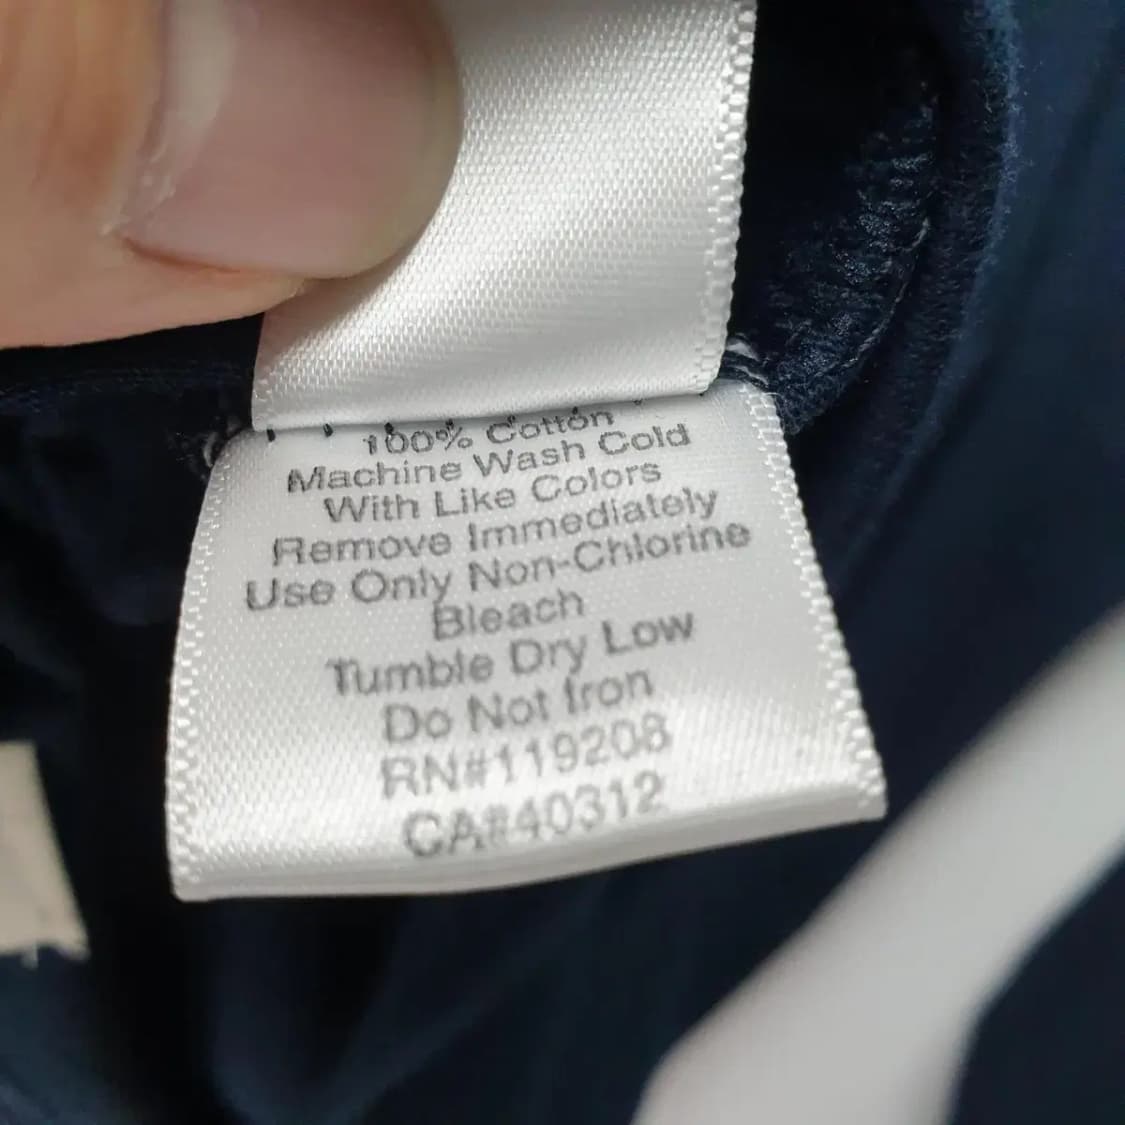 100% Cotton
Machine Wash Cold
With Like Colors
Remove Immediately
Use Only Non-Chlorine
Bleach
Tumble Dry Low
Do Not Iron
RN#119208
CA#40312